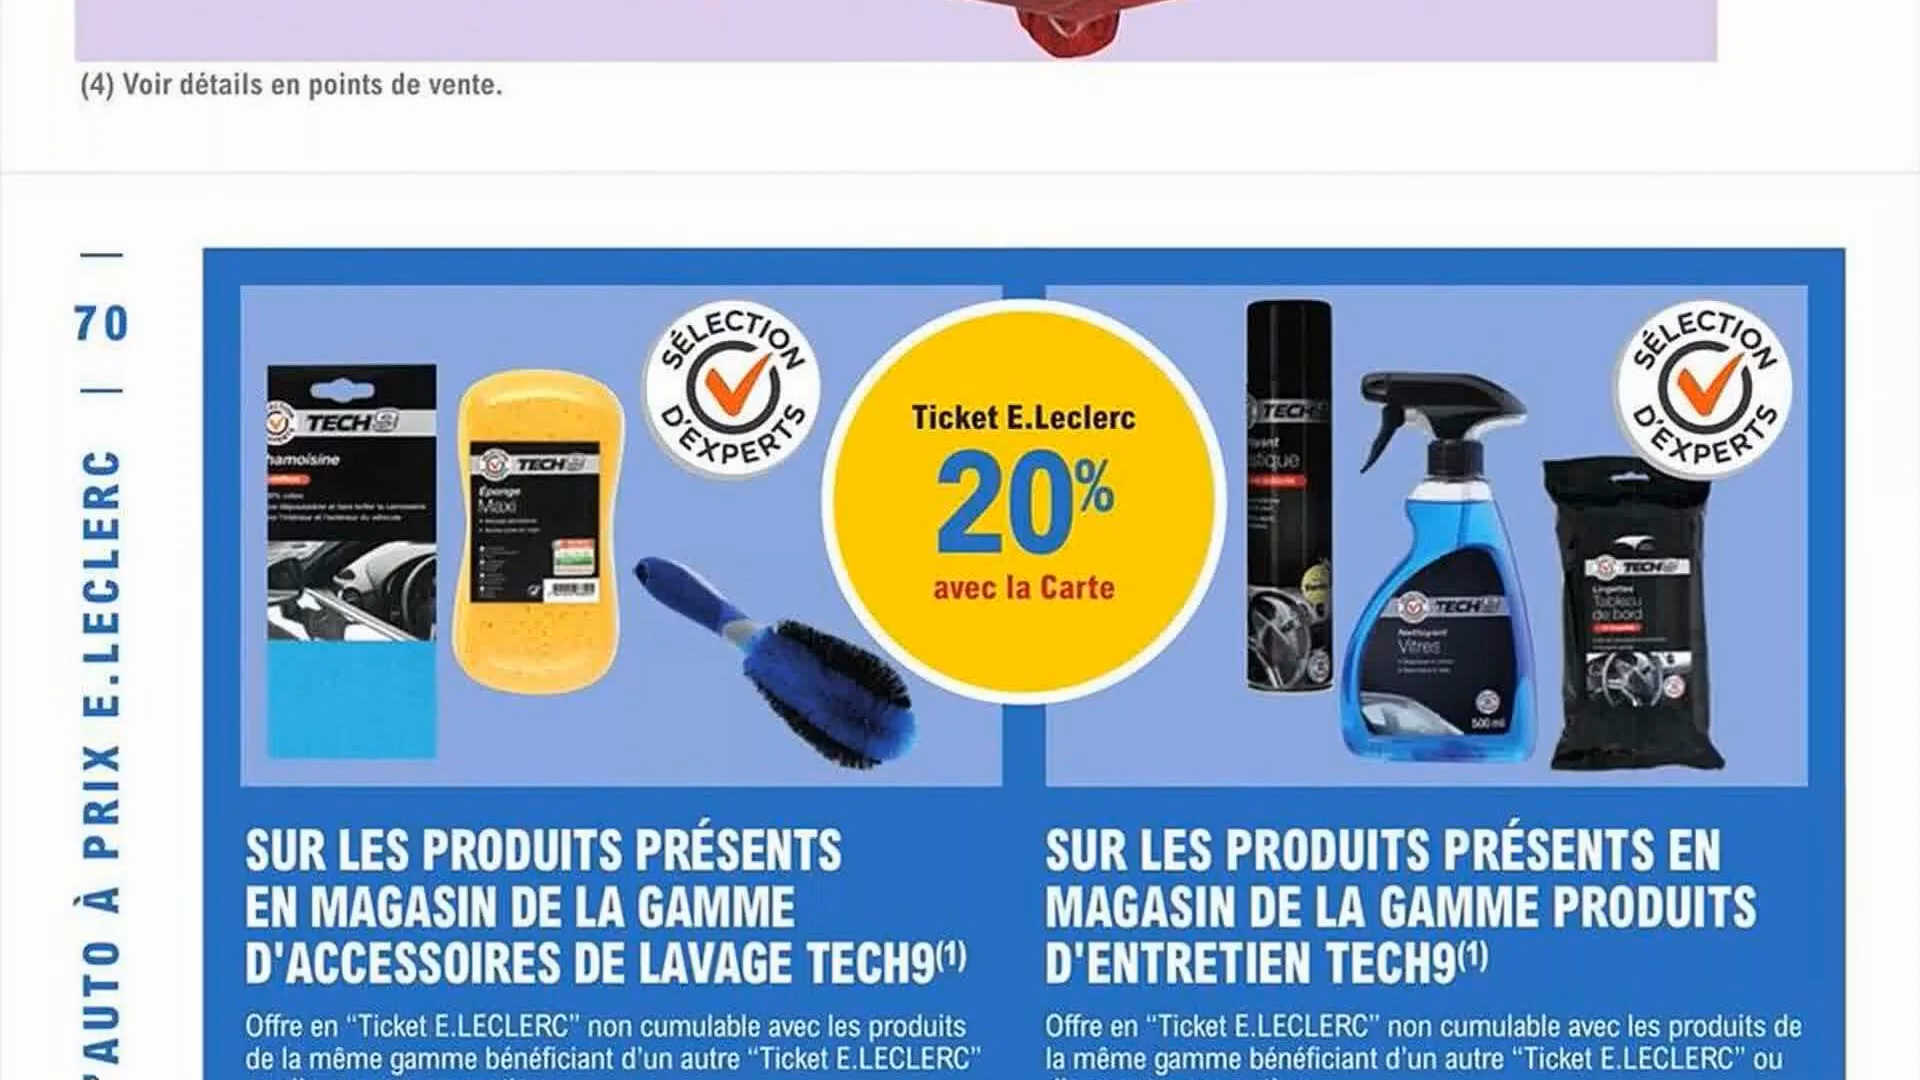 (4) Voir détails en points de vente.
70
'AUTO À PRIX E.LECLERC
SÉLECTION
D'EXPERTS
TECH9
hamoisine
TECH9
Éponge
Maxi
Ticket E.Leclerc
20%
avec la Carte
TECH9
TECH9
Nettoyant
Vitres
500 ml
TECH9
Lingettes
Tableau
de bord
SÉLECTION
D'EXPERTS
SUR LES PRODUITS PRÉSENTS
EN MAGASIN DE LA GAMME
D'ACCESSOIRES DE LAVAGE TECH9(1)
Offre en “Ticket E.LECLERC” non cumulable avec les produits
de la même gamme bénéficiant d'un autre “Ticket E.LECLERC”
SUR LES PRODUITS PRÉSENTS EN
MAGASIN DE LA GAMME PRODUITS
D'ENTRETIEN TECH9(1)
Offre en “Ticket E.LECLERC” non cumulable avec les produits de
la même gamme bénéficiant d'un autre “Ticket E.LECLERC” ou